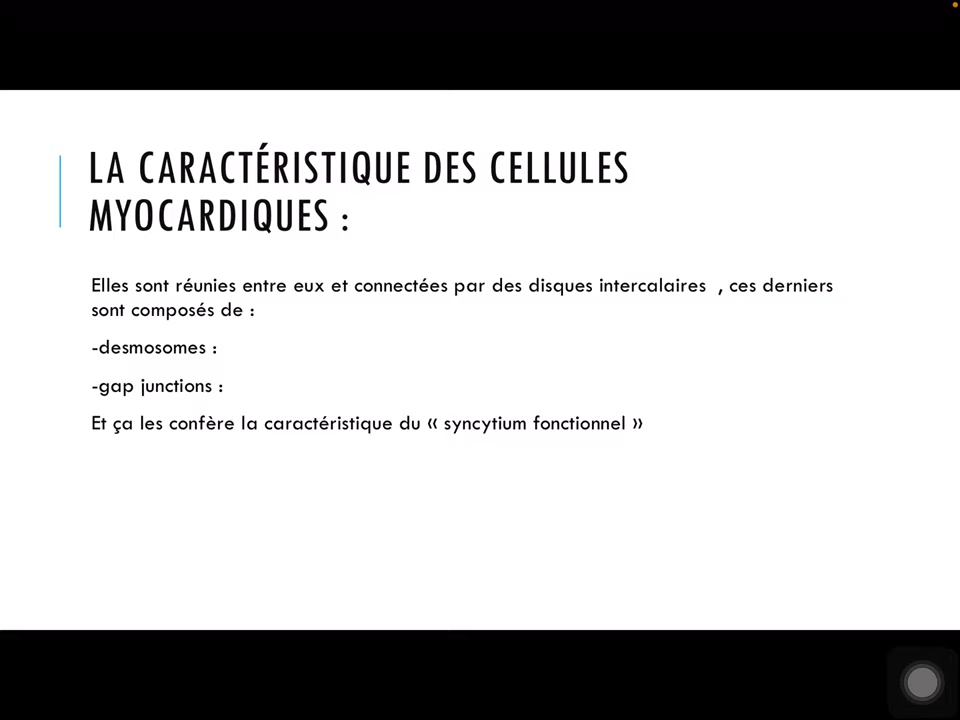 LA CARACTÉRISTIQUE DES CELLULES
MYOCARDIQUES :
Elles sont réunies entre eux et connectées par des disques intercalaires , ces derniers
sont composés de :
-desmosomes :
-gap junctions :
Et ça les confère la caractéristique du « syncytium fonctionnel »